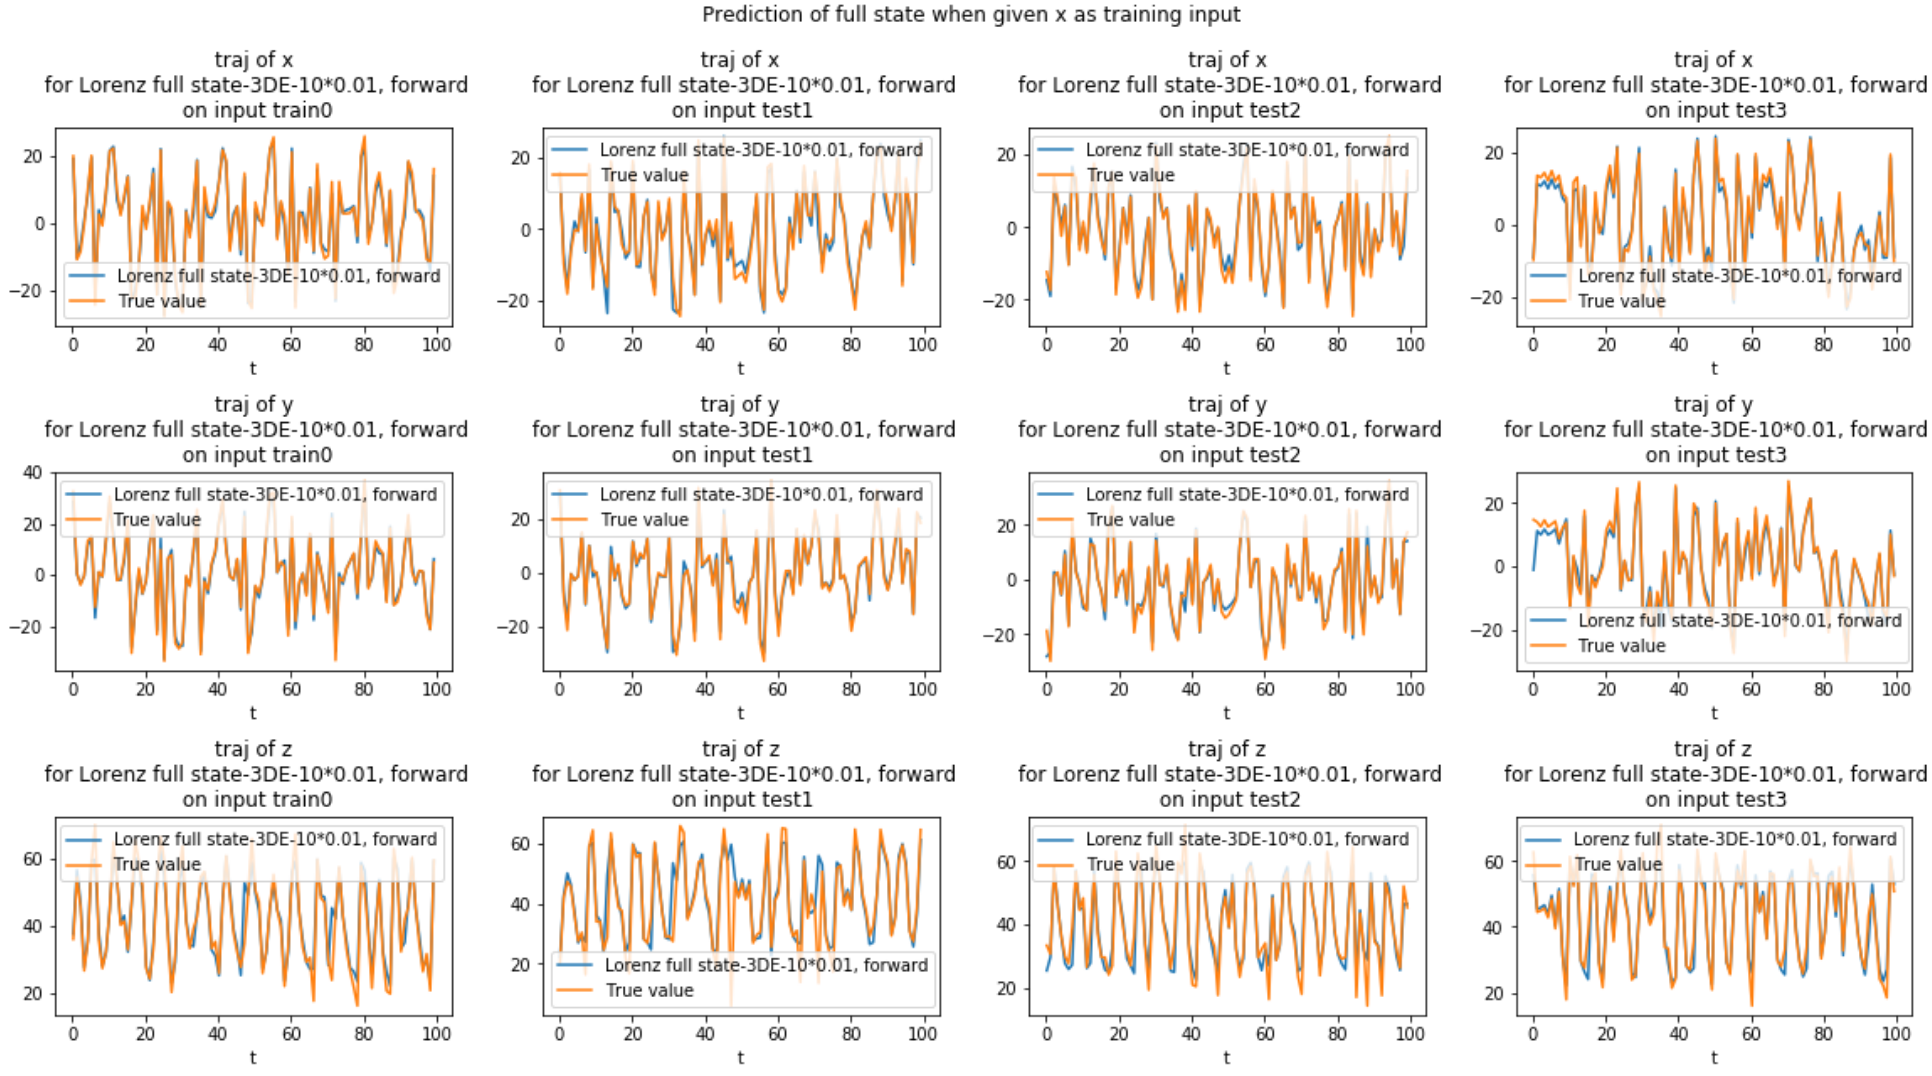 Prediction of full state when given x as training input
traj of x
for Lorenz full state-3DE-10*0.01, forward
on input train0
20
0
−20
Lorenz full state-3DE-10*0.01, forward
True value
0 20 40 60 80 100
t
traj of x
for Lorenz full state-3DE-10*0.01, forward
on input test1
20
0
−20
Lorenz full state-3DE-10*0.01, forward
True value
0 20 40 60 80 100
t
traj of x
for Lorenz full state-3DE-10*0.01, forward
on input test2
20
0
−20
Lorenz full state-3DE-10*0.01, forward
True value
0 20 40 60 80 100
t
traj of x
for Lorenz full state-3DE-10*0.01, forward
on input test3
20
0
−20
Lorenz full state-3DE-10*0.01, forward
True value
0 20 40 60 80 100
t
traj of y
for Lorenz full state-3DE-10*0.01, forward
on input train0
40
20
0
−20
Lorenz full state-3DE-10*0.01, forward
True value
0 20 40 60 80 100
t
traj of y
for Lorenz full state-3DE-10*0.01, forward
on input test1
20
0
−20
Lorenz full state-3DE-10*0.01, forward
True value
0 20 40 60 80 100
t
traj of y
for Lorenz full state-3DE-10*0.01, forward
on input test2
20
0
−20
Lorenz full state-3DE-10*0.01, forward
True value
0 20 40 60 80 100
t
traj of y
for Lorenz full state-3DE-10*0.01, forward
on input test3
20
0
−20
Lorenz full state-3DE-10*0.01, forward
True value
0 20 40 60 80 100
t
traj of z
for Lorenz full state-3DE-10*0.01, forward
on input train0
60
40
20
Lorenz full state-3DE-10*0.01, forward
True value
0 20 40 60 80 100
t
traj of z
for Lorenz full state-3DE-10*0.01, forward
on input test1
60
40
20
Lorenz full state-3DE-10*0.01, forward
True value
0 20 40 60 80 100
t
traj of z
for Lorenz full state-3DE-10*0.01, forward
on input test2
60
40
20
Lorenz full state-3DE-10*0.01, forward
True value
0 20 40 60 80 100
t
traj of z
for Lorenz full state-3DE-10*0.01, forward
on input test3
60
40
20
Lorenz full state-3DE-10*0.01, forward
True value
0 20 40 60 80 100
t